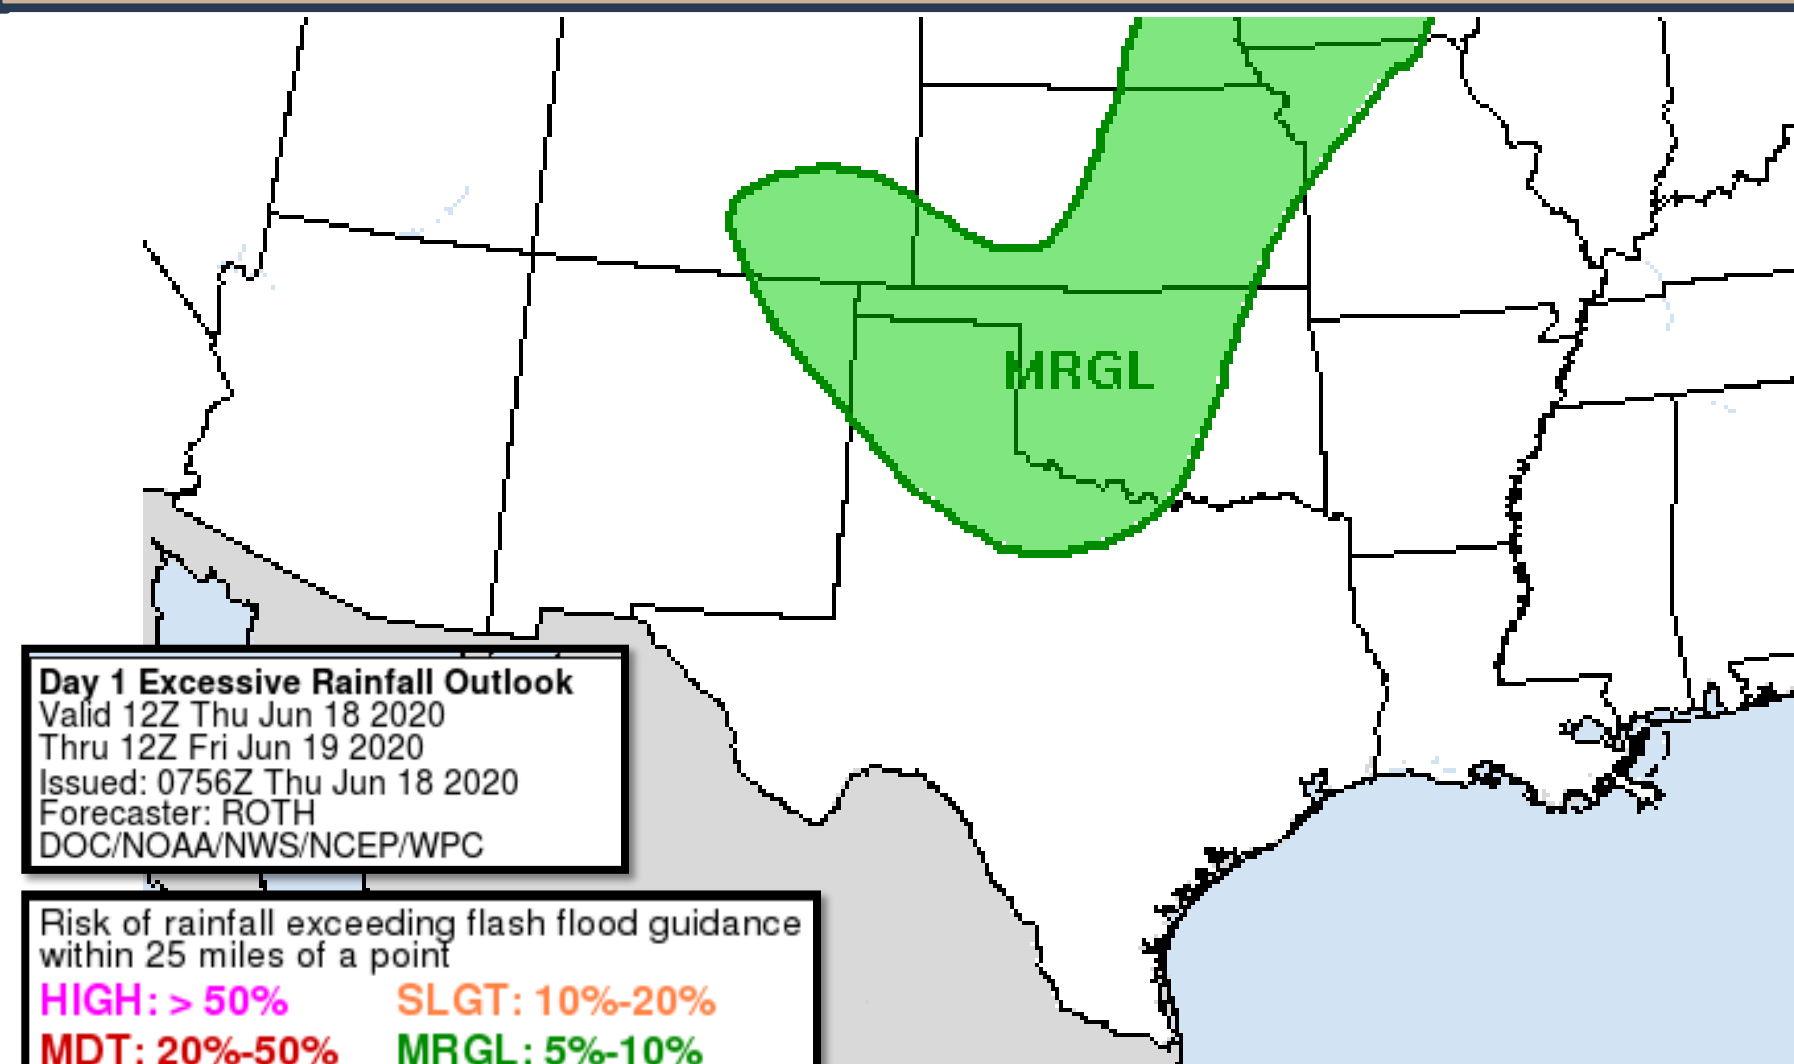 MRGL
Day 1 Excessive Rainfall Outlook
Valid 12Z Thu Jun 18 2020
Thru 12Z Fri Jun 19 2020
Issued: 0756Z Thu Jun 18 2020
Forecaster: ROTH
DOC/NOAA/NWS/NCEP/WPC
Risk of rainfall exceeding flash flood guidance
within 25 miles of a point
HIGH: > 50% SLGT: 10%-20%
MDT: 20%-50% MRGL: 5%-10%